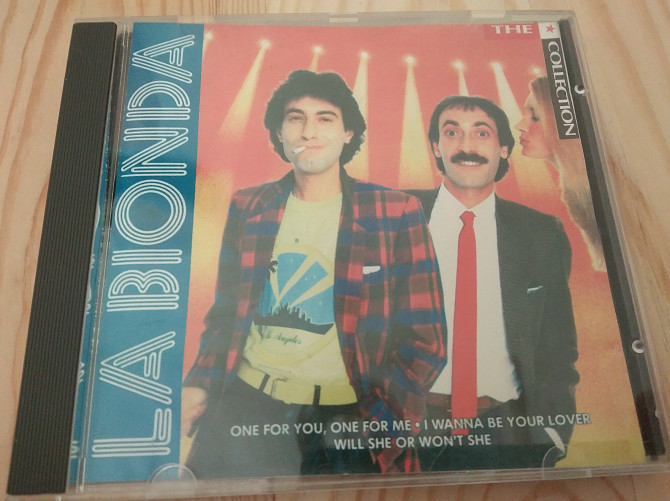 LA BIONDA
THE
COLLECTION
ONE FOR YOU, ONE FOR ME • I WANNA BE YOUR LOVER
WILL SHE OR WON'T SHE